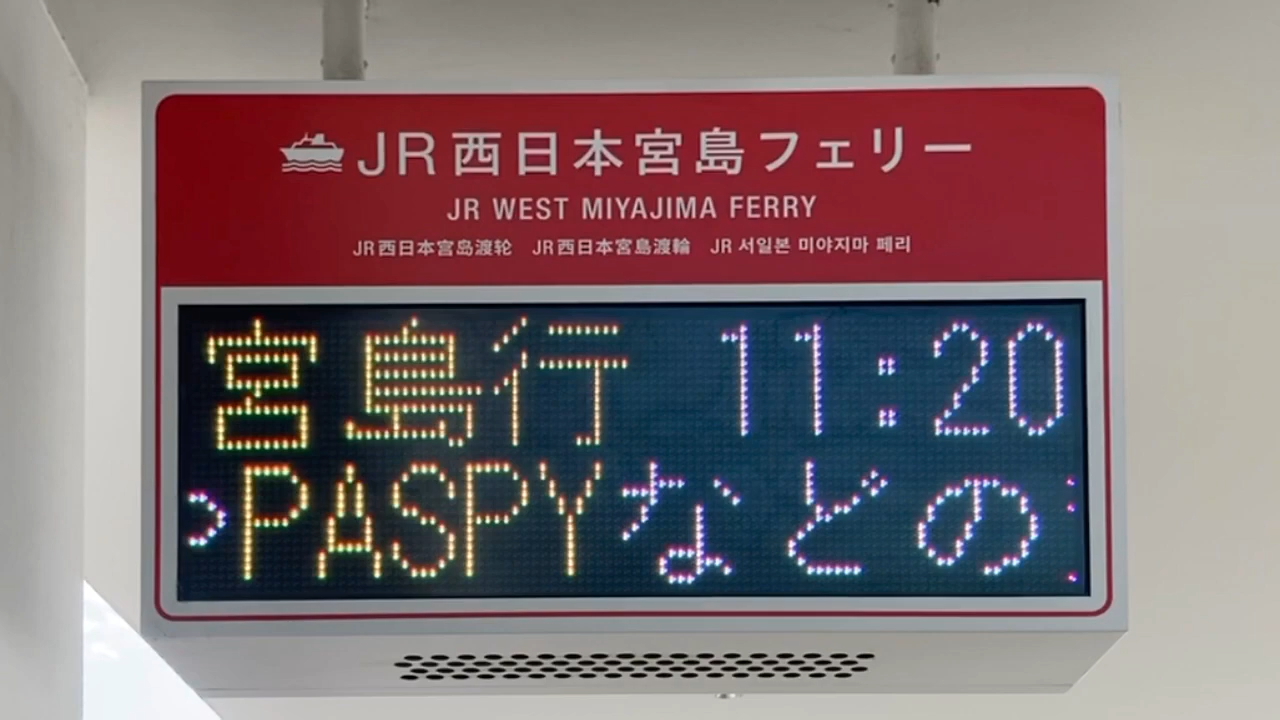 JR西日本宮島フェリー
JR WEST MIYAJIMA FERRY
JR西日本宫岛渡轮 JR西日本宮島渡輪 JR 서일본 미야지마 페리
宮島行 11:20
PASPYなどの